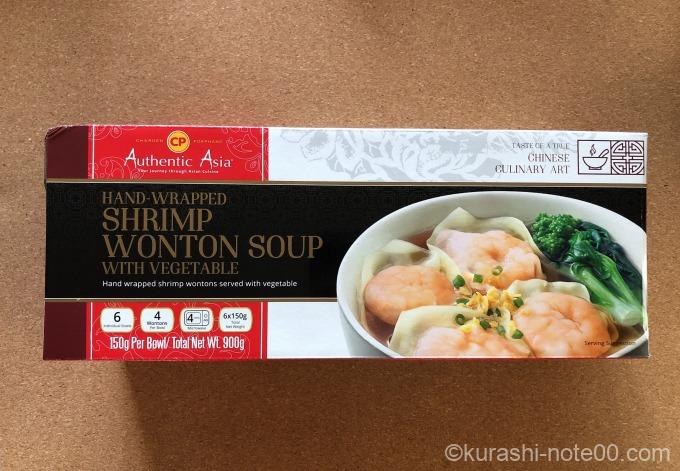 CHAROEN CP POKPHAND
Authentic Asia
Your journey through Asian Cuisine
TASTE OF A TRUE
CHINESE
CULINARY ART
HAND-WRAPPED
SHRIMP
WONTON SOUP
WITH VEGETABLE
Hand wrapped shrimp wontons served with vegetable
6
Individual Bowls
4
Wontons
Per Bowl
4
Microwave
6x150g
Total
Net Weight
150g Per Bowl/ Total Net Wt. 900g
Serving Suggestion
©kurashi-note00.com